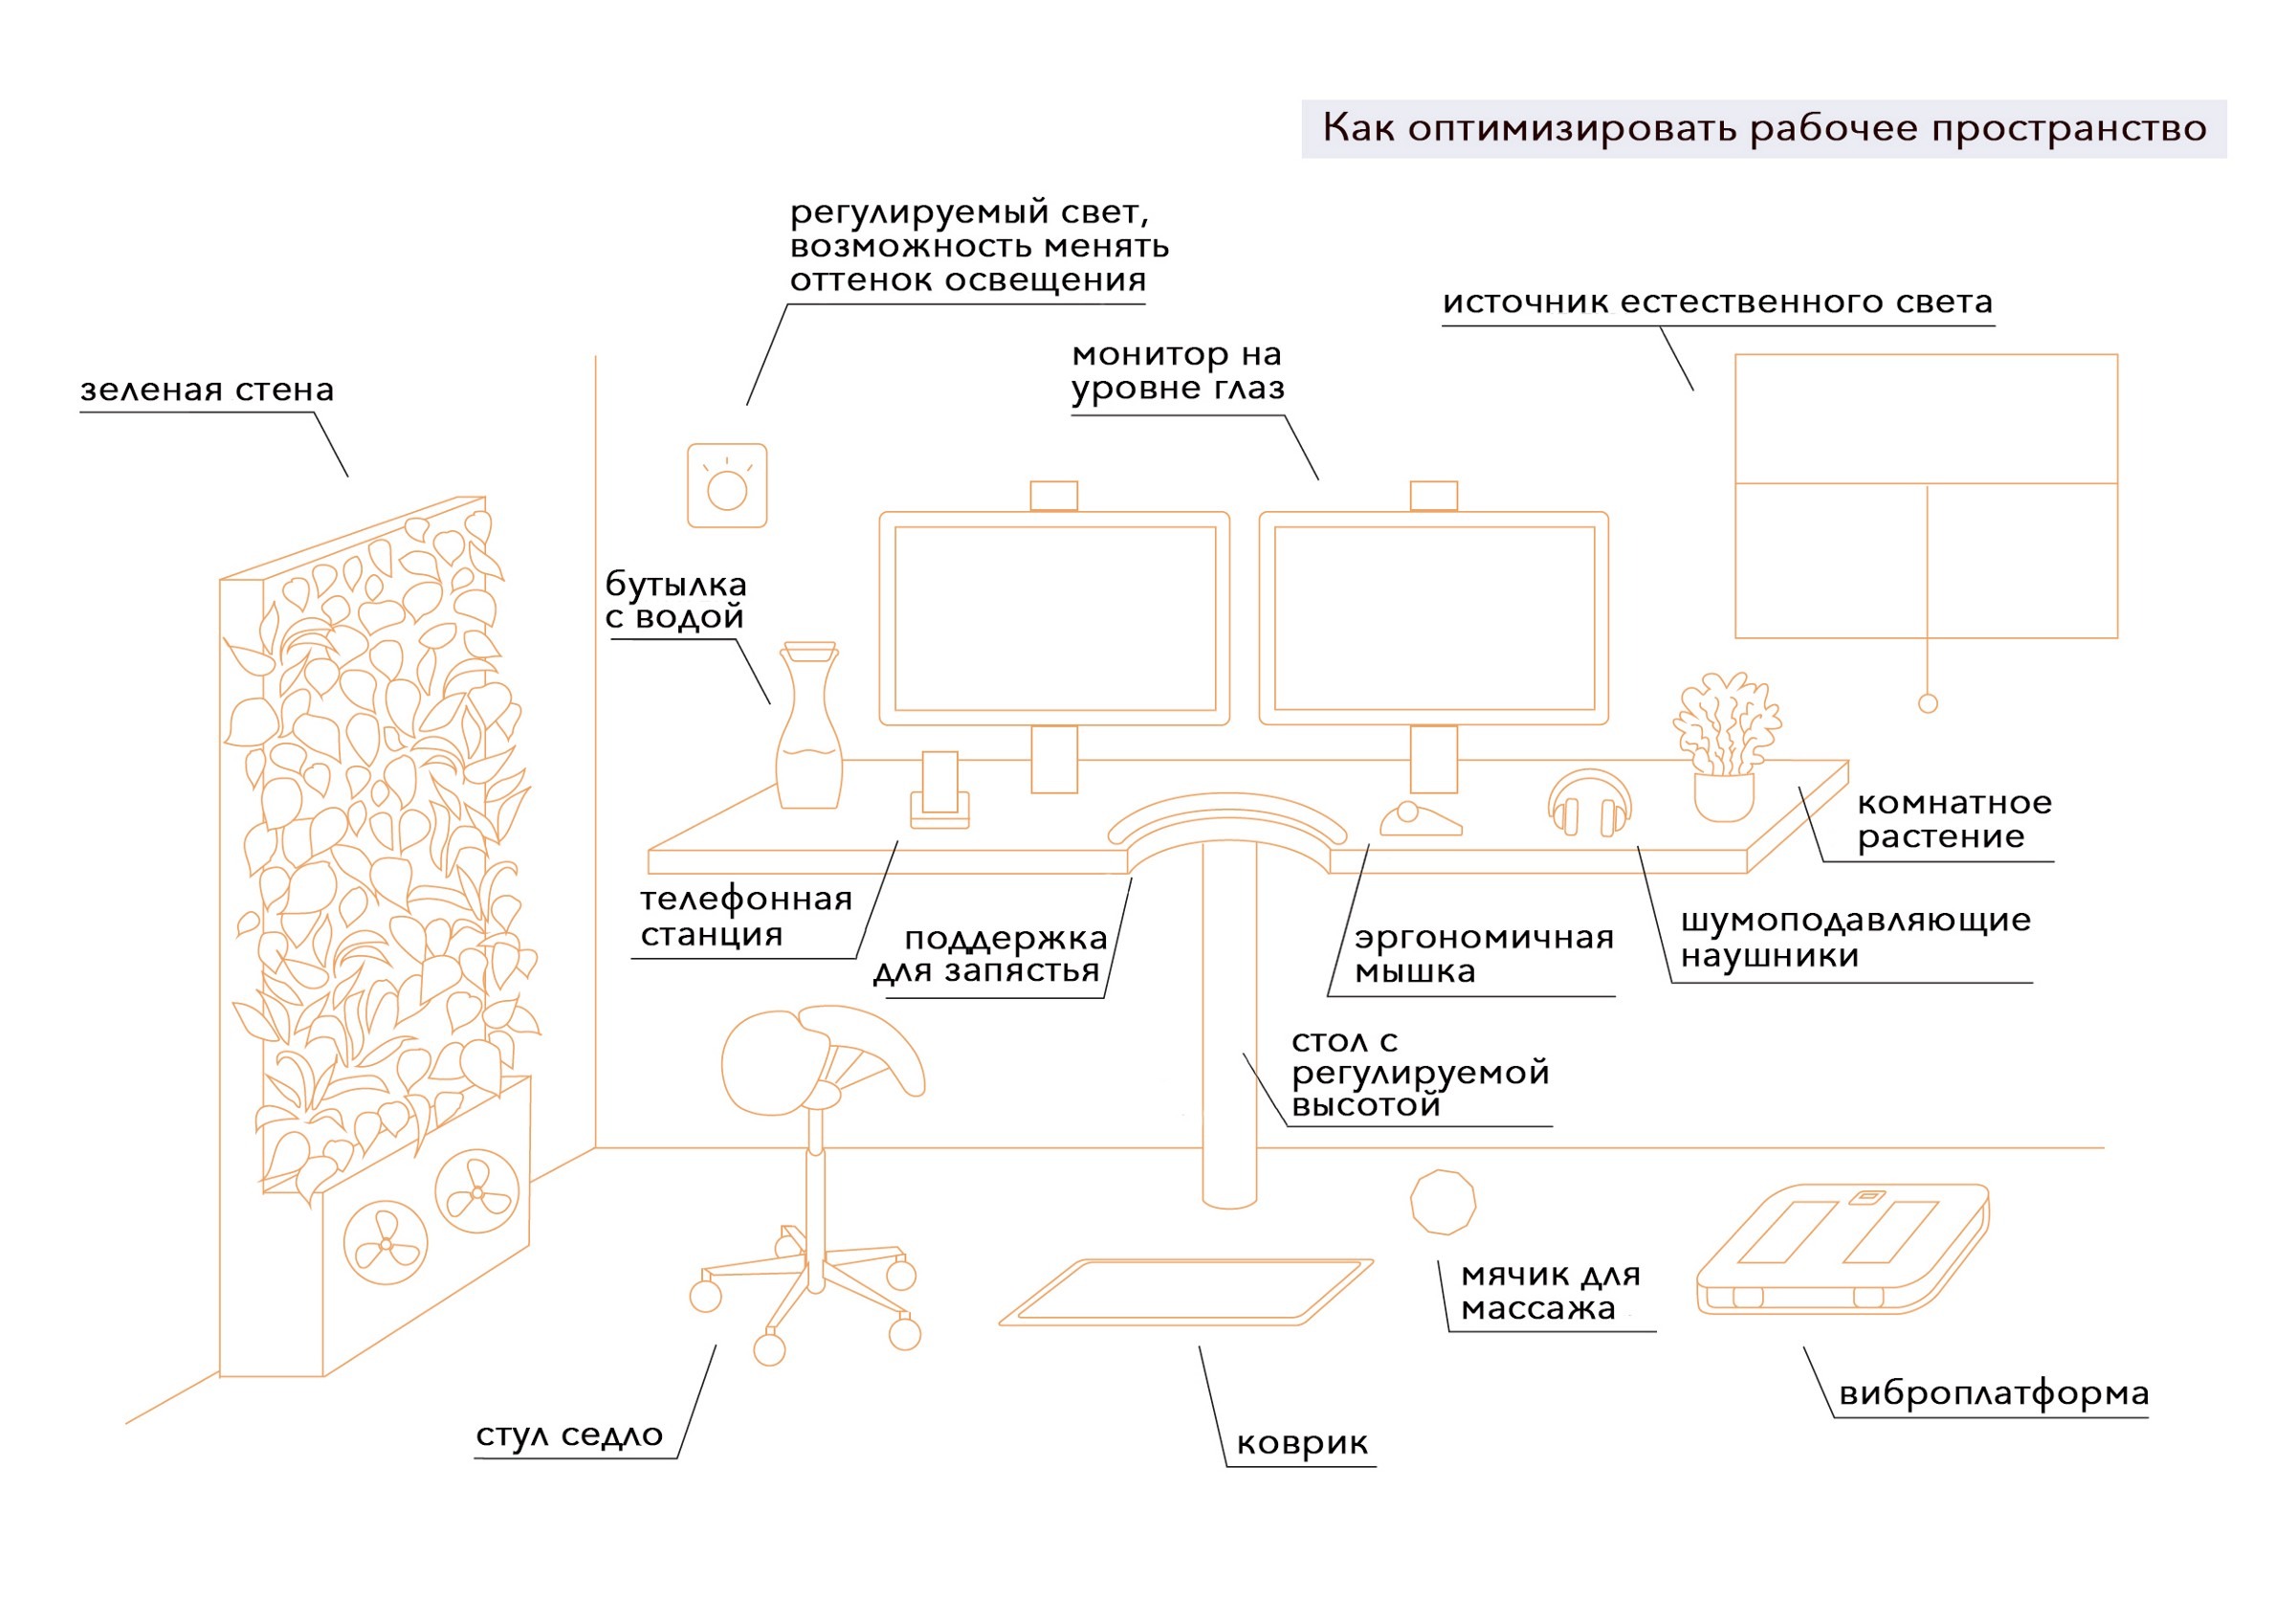 Как оптимизировать рабочее пространство
регулируемый свет,
возможность менять
оттенок освещения
источник естественного света
монитор на
уровне глаз
зеленая стена
бутылка
с водой
комнатное
растение
телефонная
станция
поддержка
для запястья
эргономичная
мышка
шумоподавляющие
наушники
стол с
регулируемой
высотой
мячик для
массажа
виброплатформа
стул седло
коврик